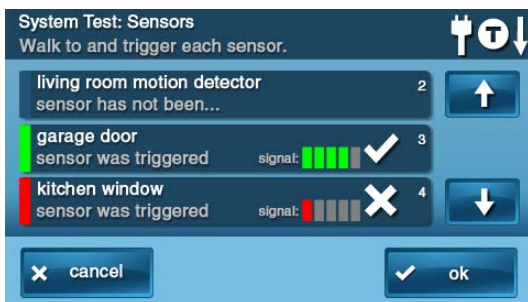 System Test: Sensors
Walk to and trigger each sensor.
T
living room motion detector 2
sensor has not been...
garage door 3
sensor was triggered signal:
kitchen window 4
sensor was triggered signal:
cancel
ok